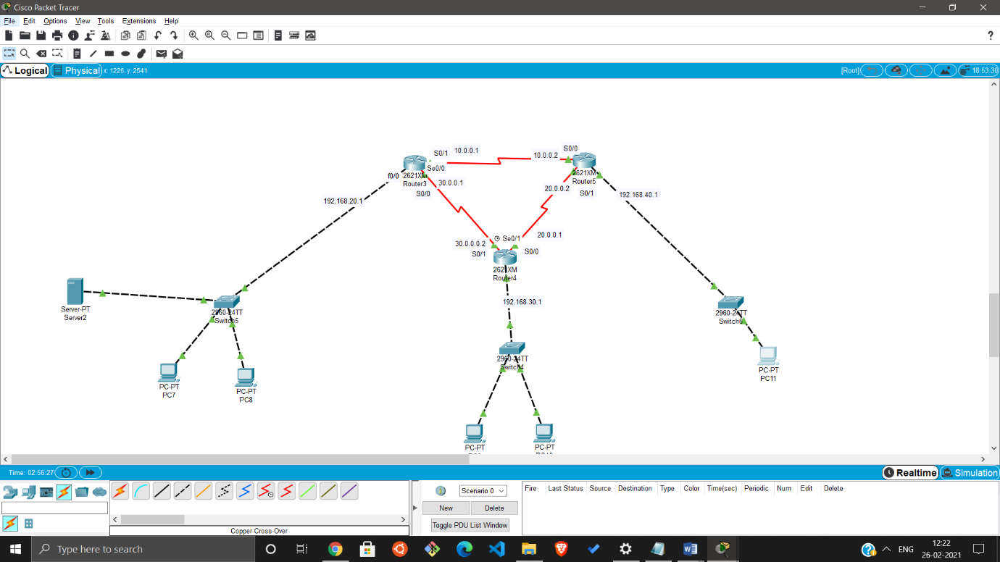 Cisco Packet Tracer
File Edit Options View Tools Extensions Help
?
Logical Physical x: 1226, y: 2541 [Root] 18:53:30
S0/1 10.0.0.1
S0/0
10.0.0.2
Se0/0
f0/0 2621XM
Router3
30.0.0.1
S0/0
2621XM
Router5
20.0.0.2
S0/1
192.168.20.1
192.168.40.1
Se0/1
20.0.0.1
30.0.0.0.2
S0/1
S0/0
2621XM
Router4
192.168.30.1
Server-PT
Server2
2960-24TT
Switch5
2960-24TT
Switch6
2960-24TT
Switch4
PC-PT
PC7
PC-PT
PC8
PC-PT
PC11
PC-PT
PC-PT
Time: 02:56:27 Realtime Simulation
Scenario 0
New Delete
Toggle PDU List Window
Fire Last Status Source Destination Type Color Time(sec) Periodic Num Edit Delete
Copper Cross-Over
Type here to search
ENG
12:22
26-02-2021